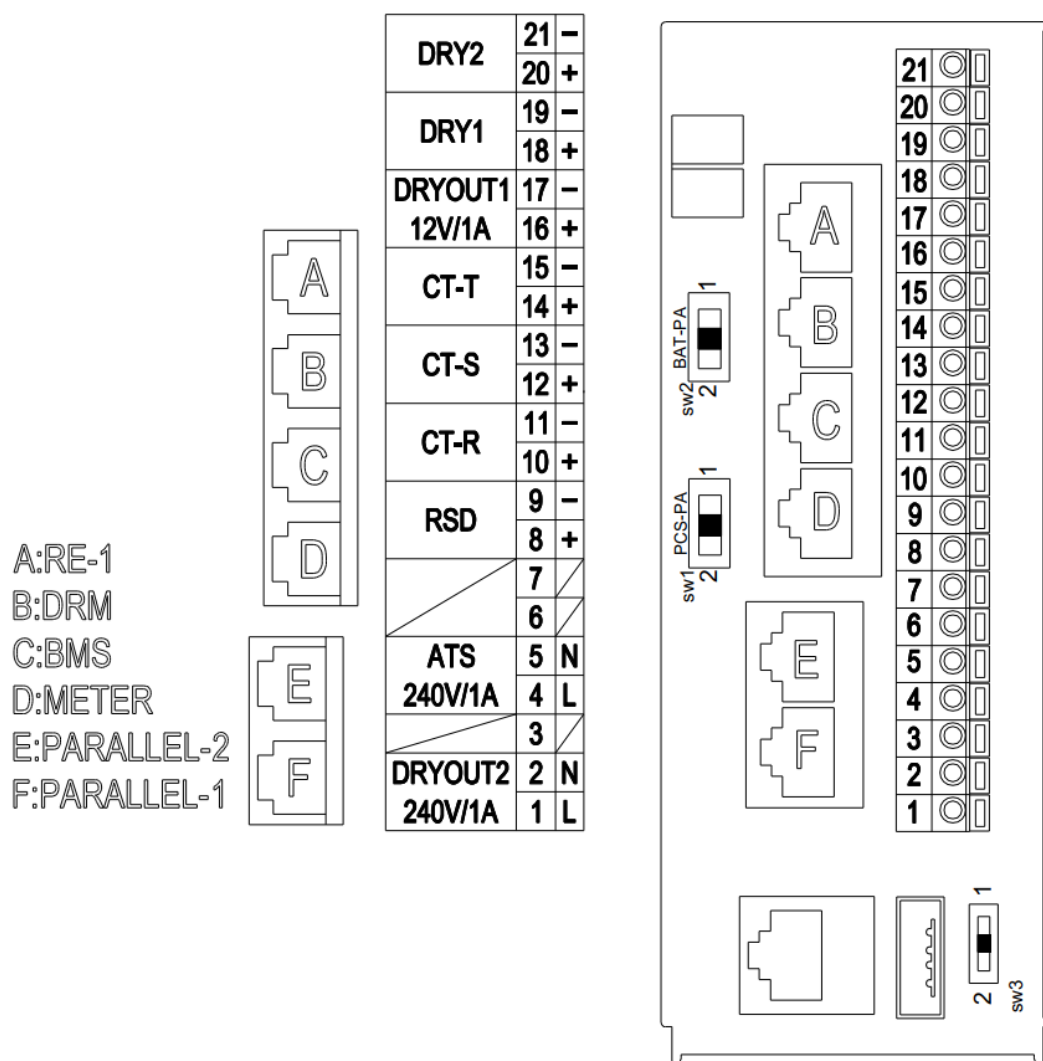 A
B
C
D
E
F
A:RE-1
B:DRM
C:BMS
D:METER
E:PARALLEL-2
F:PARALLEL-1
DRY2 21 −
20 +
DRY1 19 −
18 +
DRYOUT1 17 −
12V/1A 16 +
CT-T 15 −
14 +
CT-S 13 −
12 +
CT-R 11 −
10 +
RSD 9 −
8 +
7
6
ATS 5 N
240V/1A 4 L
3
DRYOUT2 2 N
240V/1A 1 L
1
BAT-PA
2
sw2
1
PCS-PA
2
sw1
A
B
C
D
E
F
21
20
19
18
17
16
15
14
13
12
11
10
9
8
7
6
5
4
3
2
1
1
2
sw3